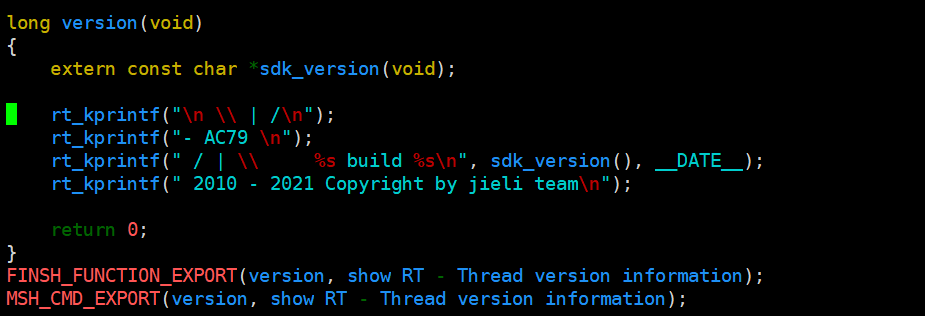 long version(void)
{
    extern const char *sdk_version(void);

    rt_kprintf("\n \\ | /\n");
    rt_kprintf("- AC79 \n");
    rt_kprintf(" / | \\     %s build %s\n", sdk_version(), __DATE__);
    rt_kprintf(" 2010 - 2021 Copyright by jieli team\n");

    return 0;
}
FINSH_FUNCTION_EXPORT(version, show RT - Thread version information);
MSH_CMD_EXPORT(version, show RT - Thread version information);